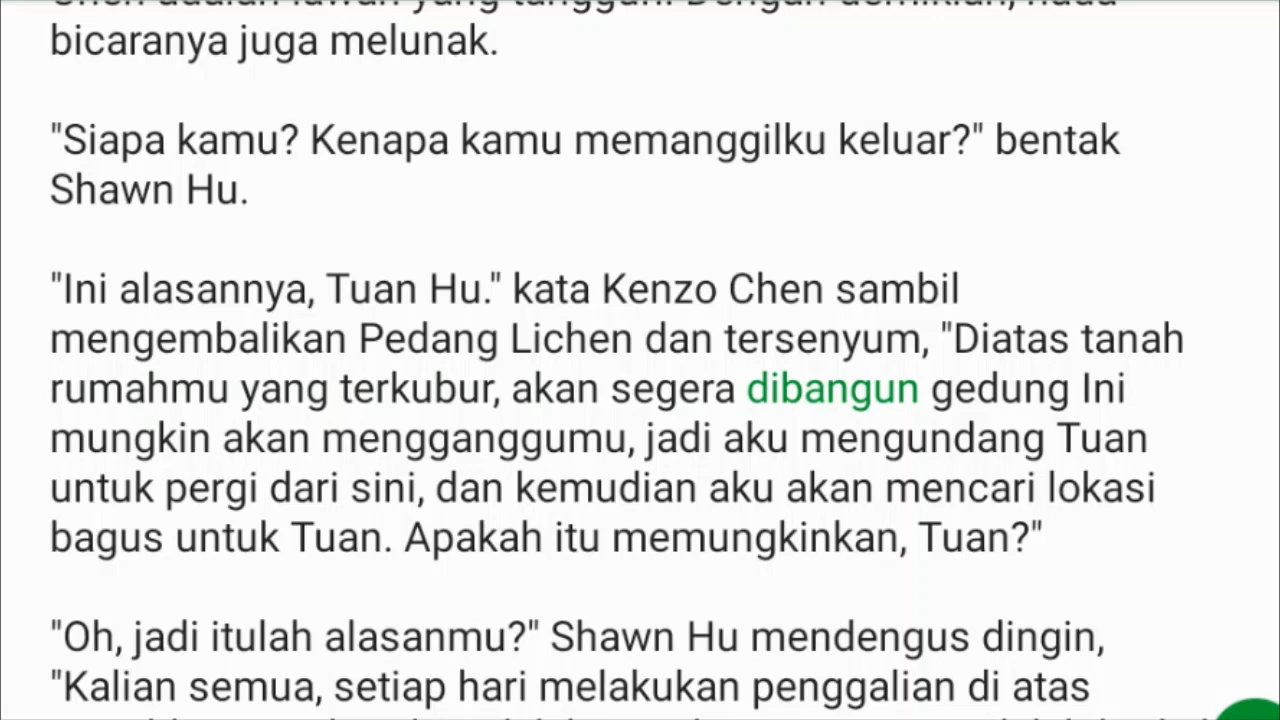 bicaranya juga melunak.
"Siapa kamu? Kenapa kamu memanggilku keluar?" bentak
Shawn Hu.
"Ini alasannya, Tuan Hu." kata Kenzo Chen sambil
mengembalikan Pedang Lichen dan tersenyum, "Diatas tanah
rumahmu yang terkubur, akan segera dibangun gedung Ini
mungkin akan mengganggumu, jadi aku mengundang Tuan
untuk pergi dari sini, dan kemudian aku akan mencari lokasi
bagus untuk Tuan. Apakah itu memungkinkan, Tuan?"
"Oh, jadi itulah alasanmu?" Shawn Hu mendengus dingin,
"Kalian semua, setiap hari melakukan penggalian di atas